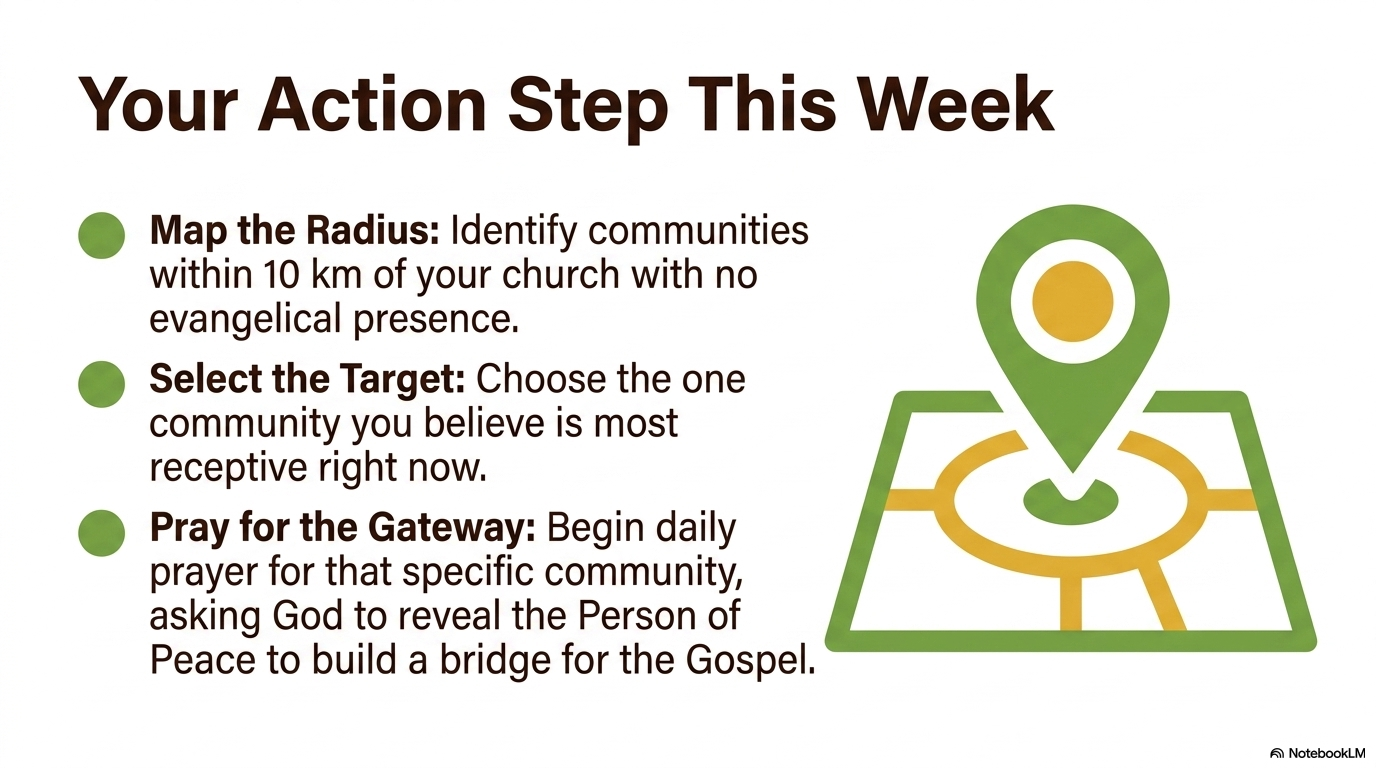 Your Action Step This Week
Map the Radius: Identify communities
within 10 km of your church with no
evangelical presence.
Select the Target: Choose the one
community you believe is most
receptive right now.
Pray for the Gateway: Begin daily
prayer for that specific community,
asking God to reveal the Person of
Peace to build a bridge for the Gospel.
NotebookLM